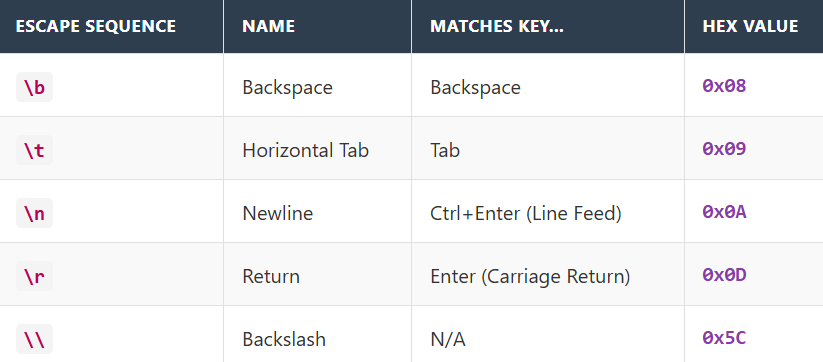 ESCAPE SEQUENCE NAME MATCHES KEY... HEX VALUE
\b Backspace Backspace 0x08
\t Horizontal Tab Tab 0x09
\n Newline Ctrl+Enter (Line Feed) 0x0A
\r Return Enter (Carriage Return) 0x0D
\\ Backslash N/A 0x5C